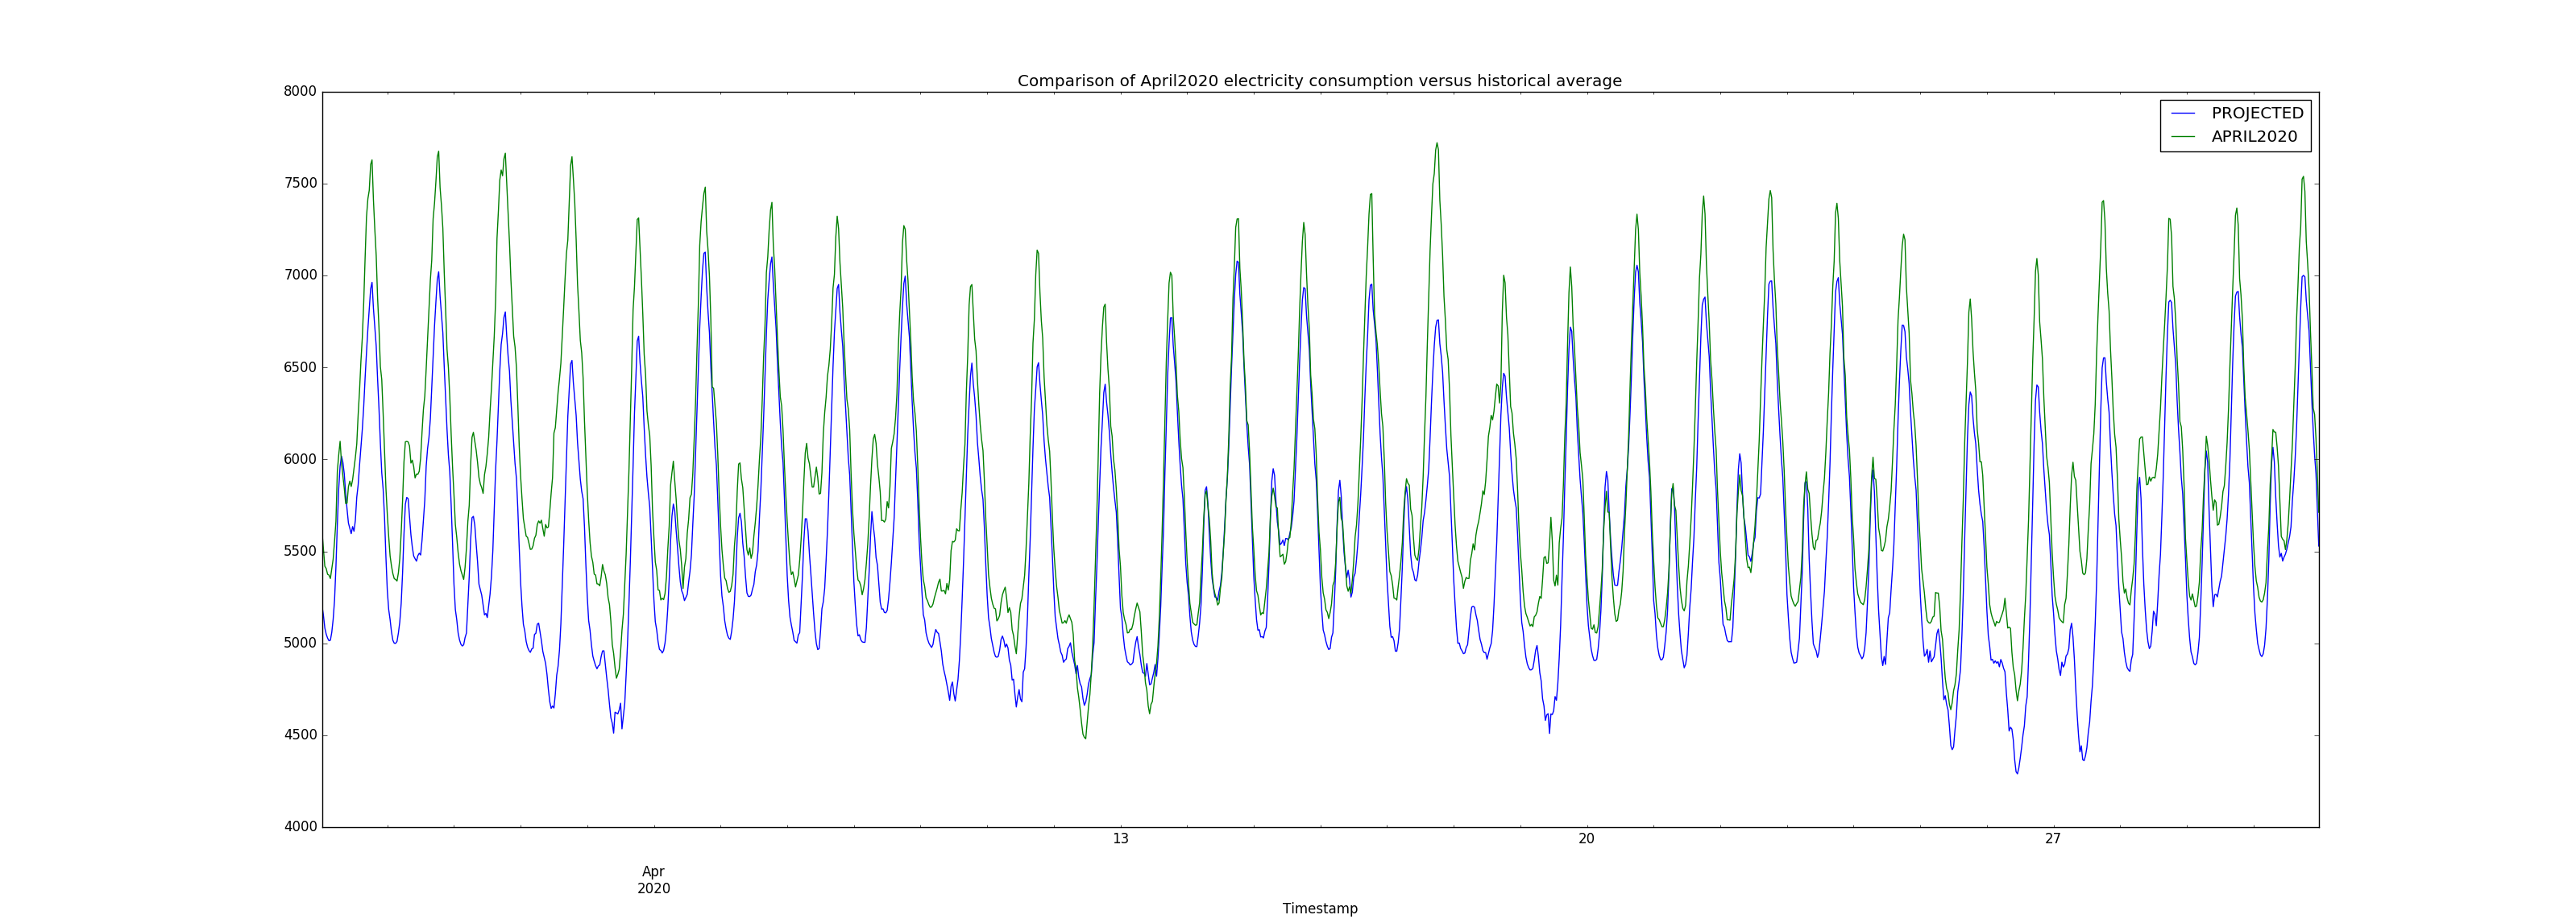 Comparison of April2020 electricity consumption versus historical average
PROJECTED
APRIL2020
8000
7500
7000
6500
6000
5500
5000
4500
4000
13
20
27
Apr
2020
Timestamp